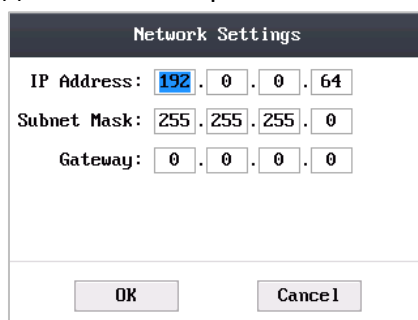 Network Settings
IP Address: 192 . 0 . 0 . 64
Subnet Mask: 255 . 255 . 255 . 0
Gateway: 0 . 0 . 0 . 0
OK Cancel